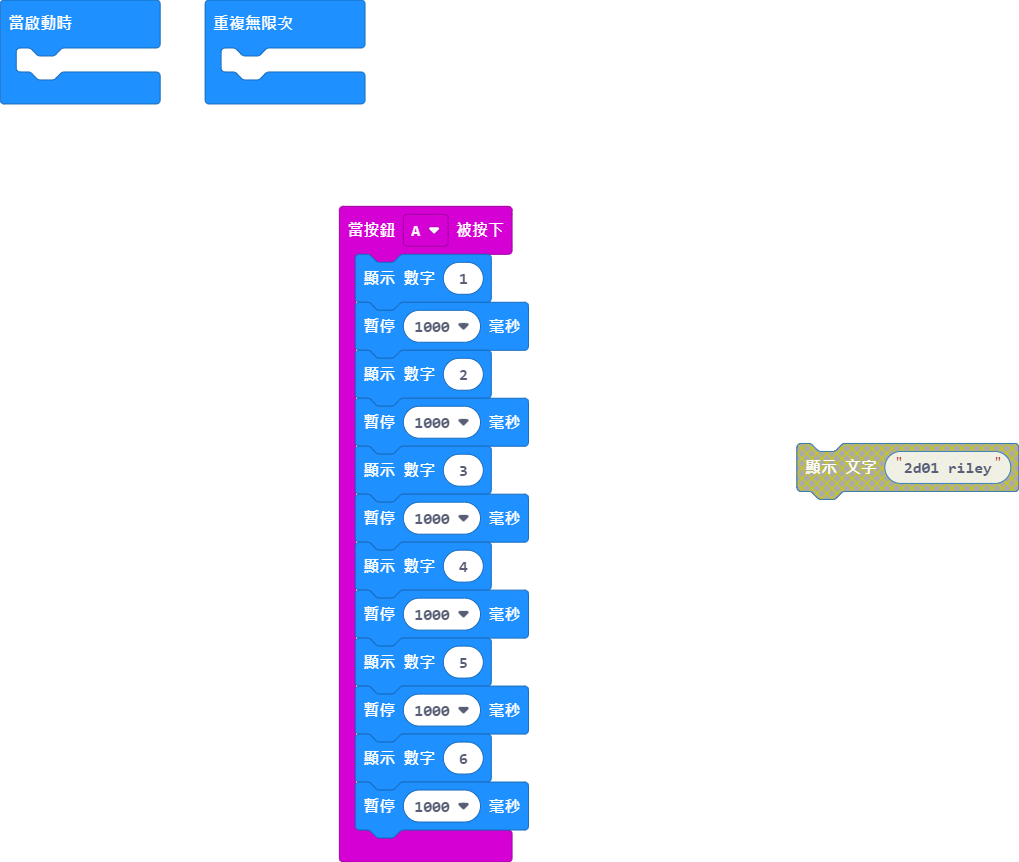 當啟動時
重複無限次
當按鈕 A 被按下
顯示 數字 1
暫停 1000 毫秒
顯示 數字 2
暫停 1000 毫秒
顯示 數字 3
暫停 1000 毫秒
顯示 數字 4
暫停 1000 毫秒
顯示 數字 5
暫停 1000 毫秒
顯示 數字 6
暫停 1000 毫秒
顯示 文字 "2d01 riley"